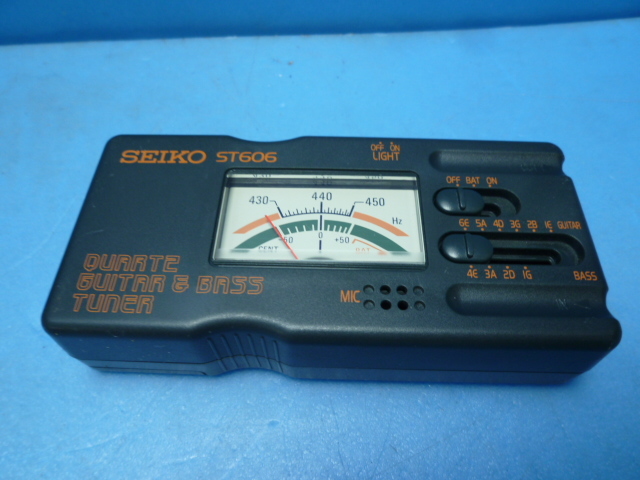 SEIKO ST606
OFF ON
LIGHT
OFF BAT ON
430 440 450
Hz
CENT 50 0 +50
6E 5A 4D 3G 2B 1E GUITAR
4E 3A 2D 1G BASS
QUARTZ
GUITAR & BASS
TUNER
MIC